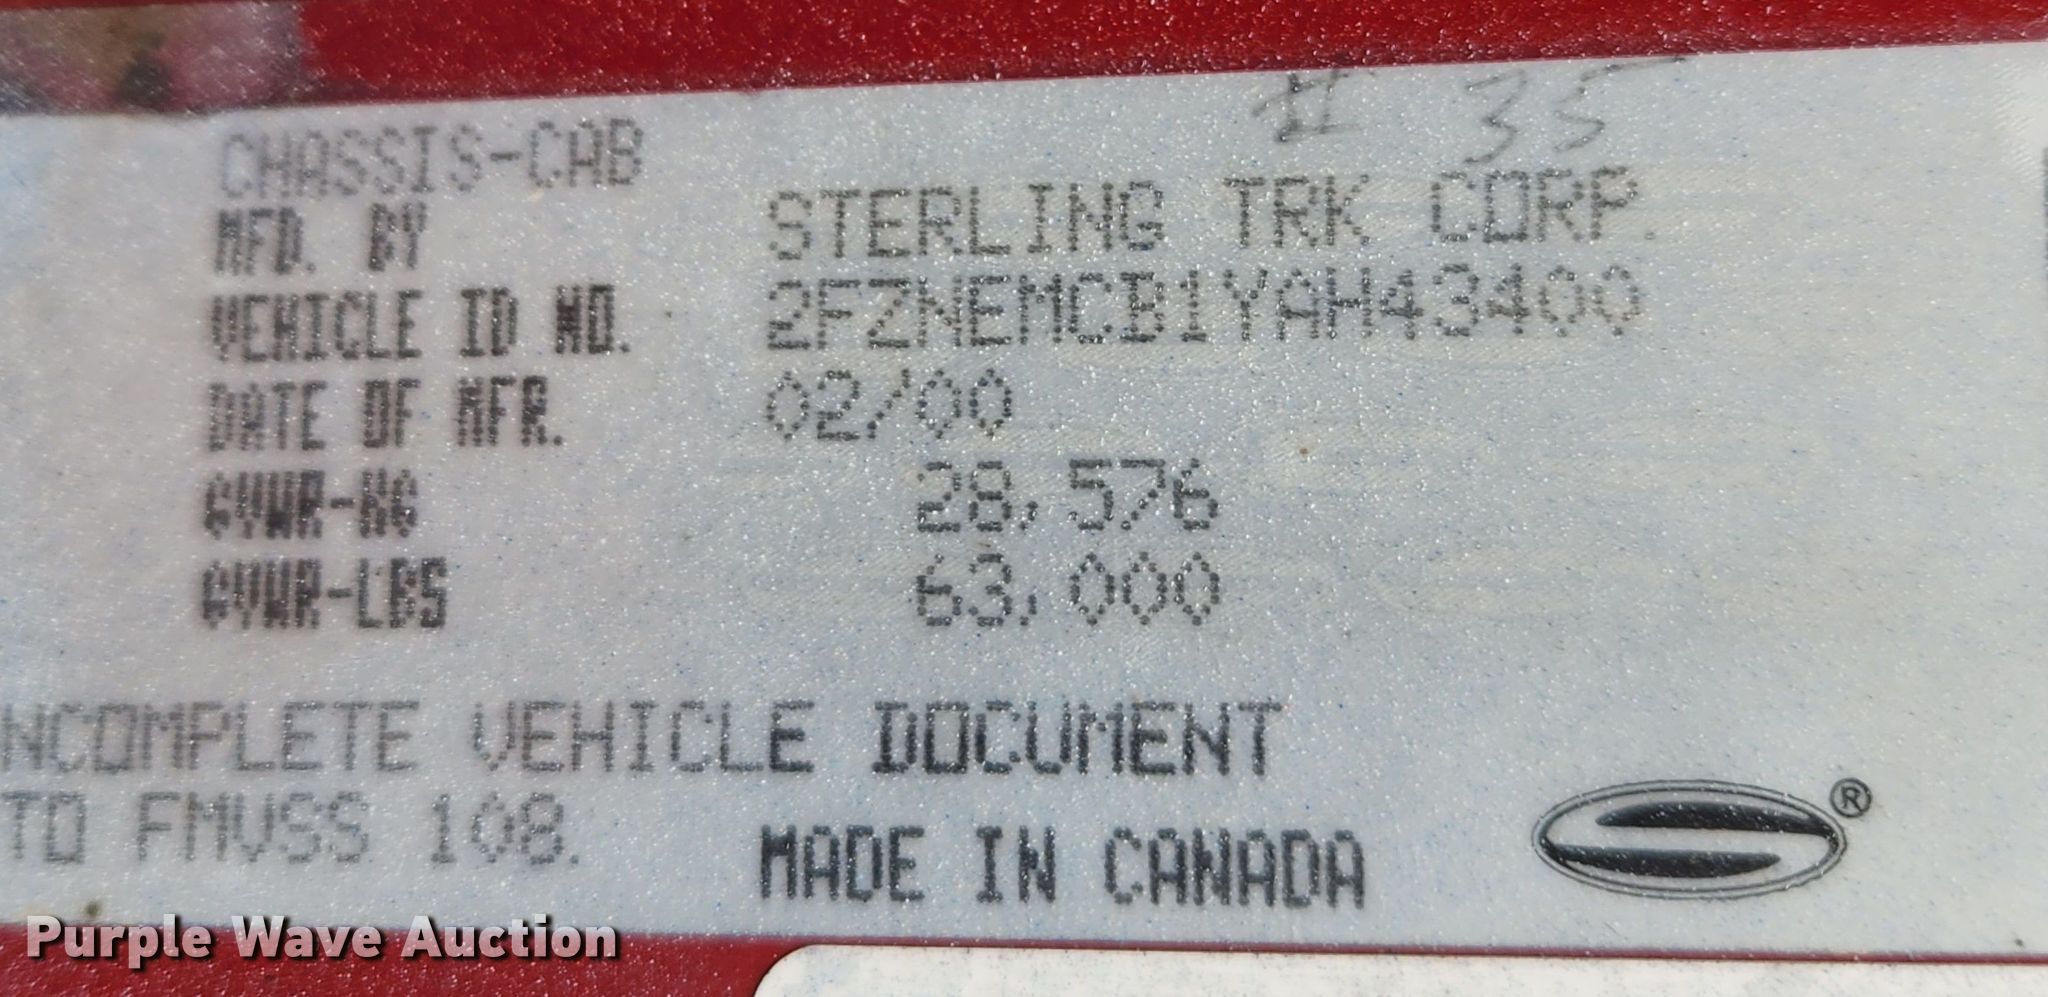 # 35
CHASSIS-CAB
MFD. BY STERLING TRK CORP.
VEHICLE ID NO. 2FZNEMCB1YAH43400
DATE OF MFR. 02/00
GVWR-KG 28,576
GVWR-LBS 63,000
NCOMPLETE VEHICLE DOCUMENT
TO FMVSS 108.
MADE IN CANADA
®
Purple Wave Auction